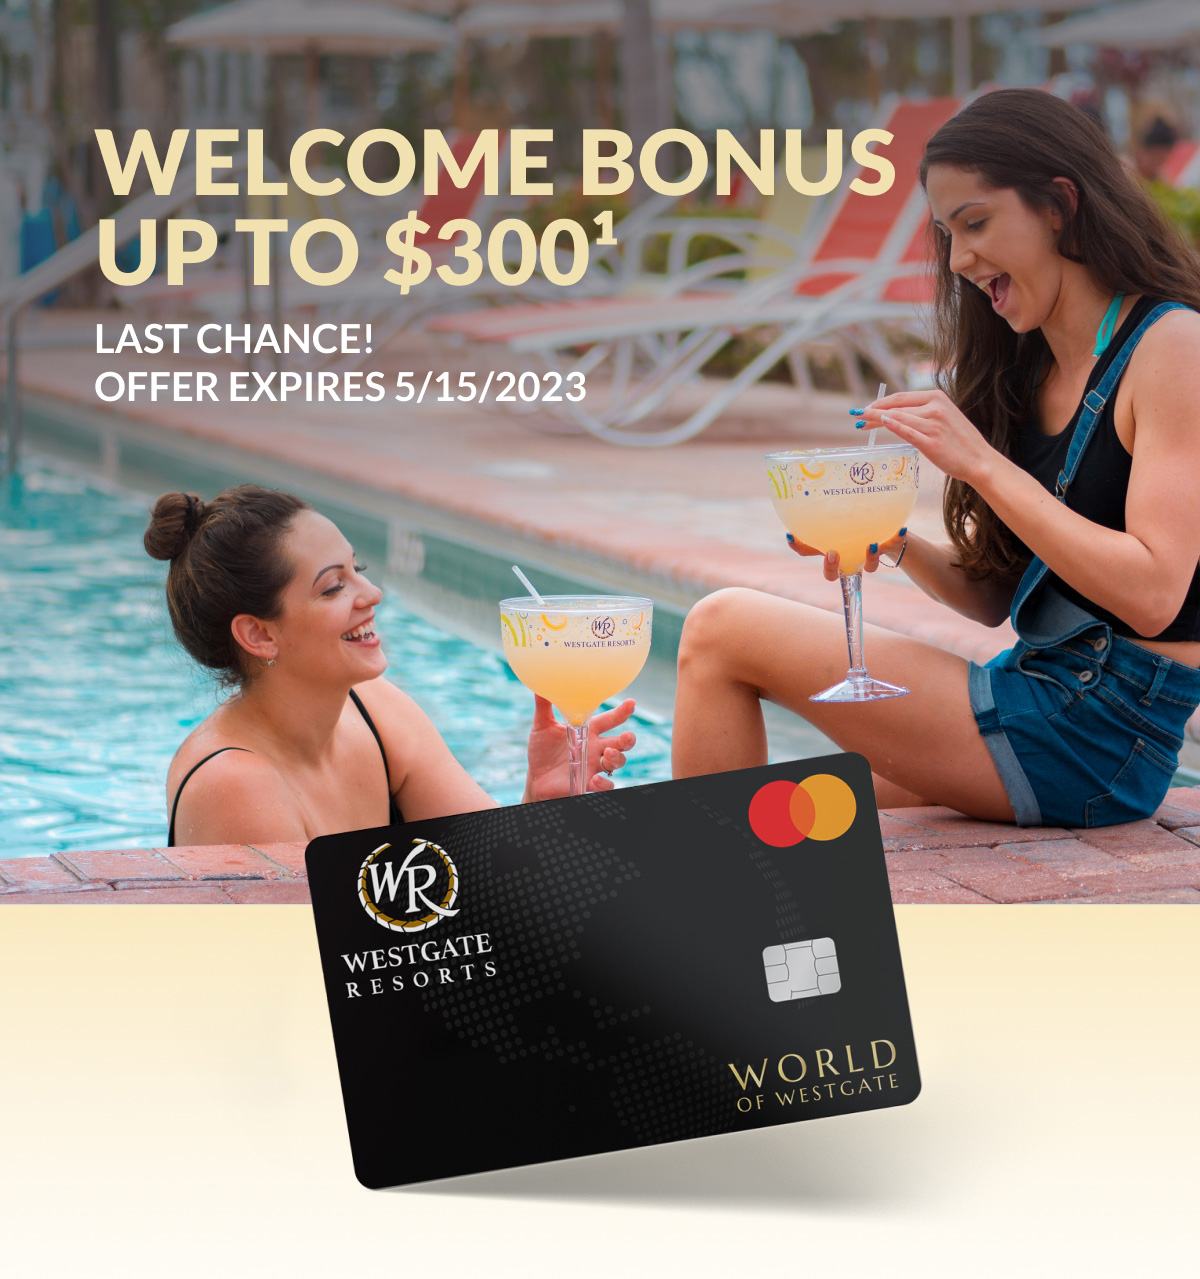 WELCOME BONUS
UP TO $300¹
LAST CHANCE!
OFFER EXPIRES 5/15/2023
WR
WESTGATE RESORTS
WR
WESTGATE RESORTS
WR
WESTGATE
RESORTS
WORLD
OF WESTGATE